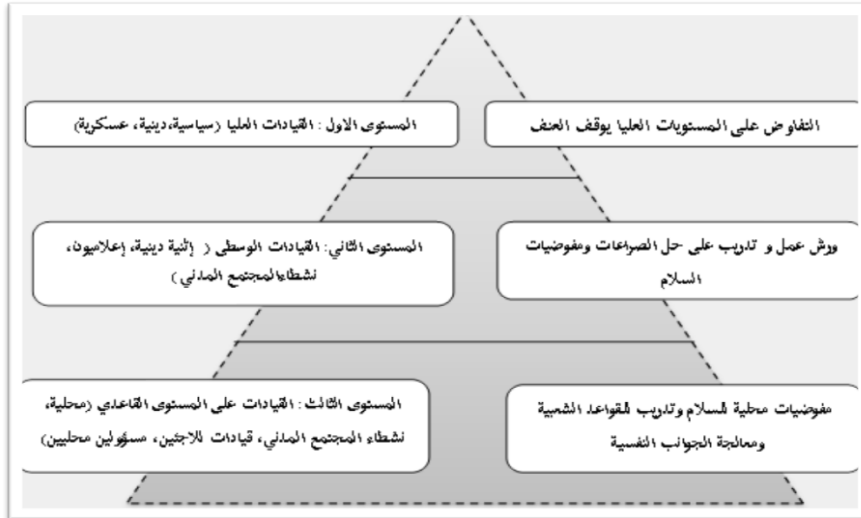 التفاوض على المستويات العليا يوقف العنف
المستوى الاول : القيادات العليا (سياسية،دينية، عسكرية)
ورش عمل و تدريب على حل الصراعات ومفوضيات
السلام
المستوى الثاني: القيادات الوسطى ( إثنية دينية، إعلاميون،
نشطاءالمجتمع المدني)
مفوضيات محلية للسلام وتدريب للقواعد الشعبية
ومعالجة الجوانب النفسية
المستوى الثالث : القيادات على المستوى القاعدي (محلية،
نشطاء المجتمع المدني، قيادات للاجئين، مسؤولين محليين)